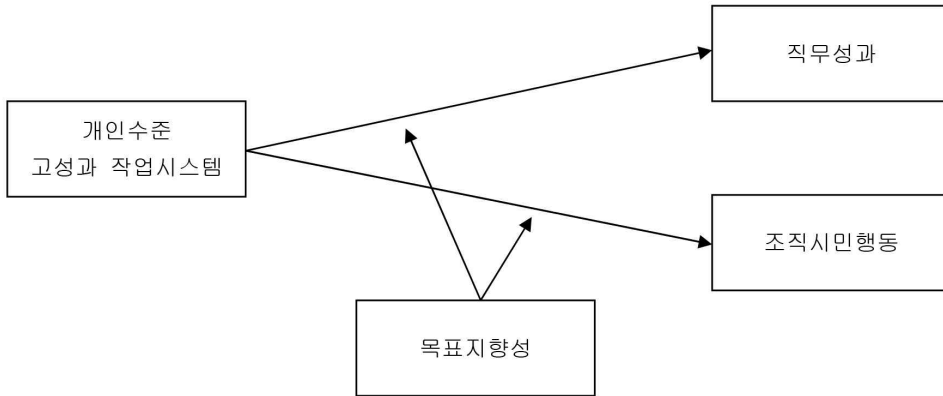 직무성과
개인수준
고성과 작업시스템
조직시민행동
목표지향성